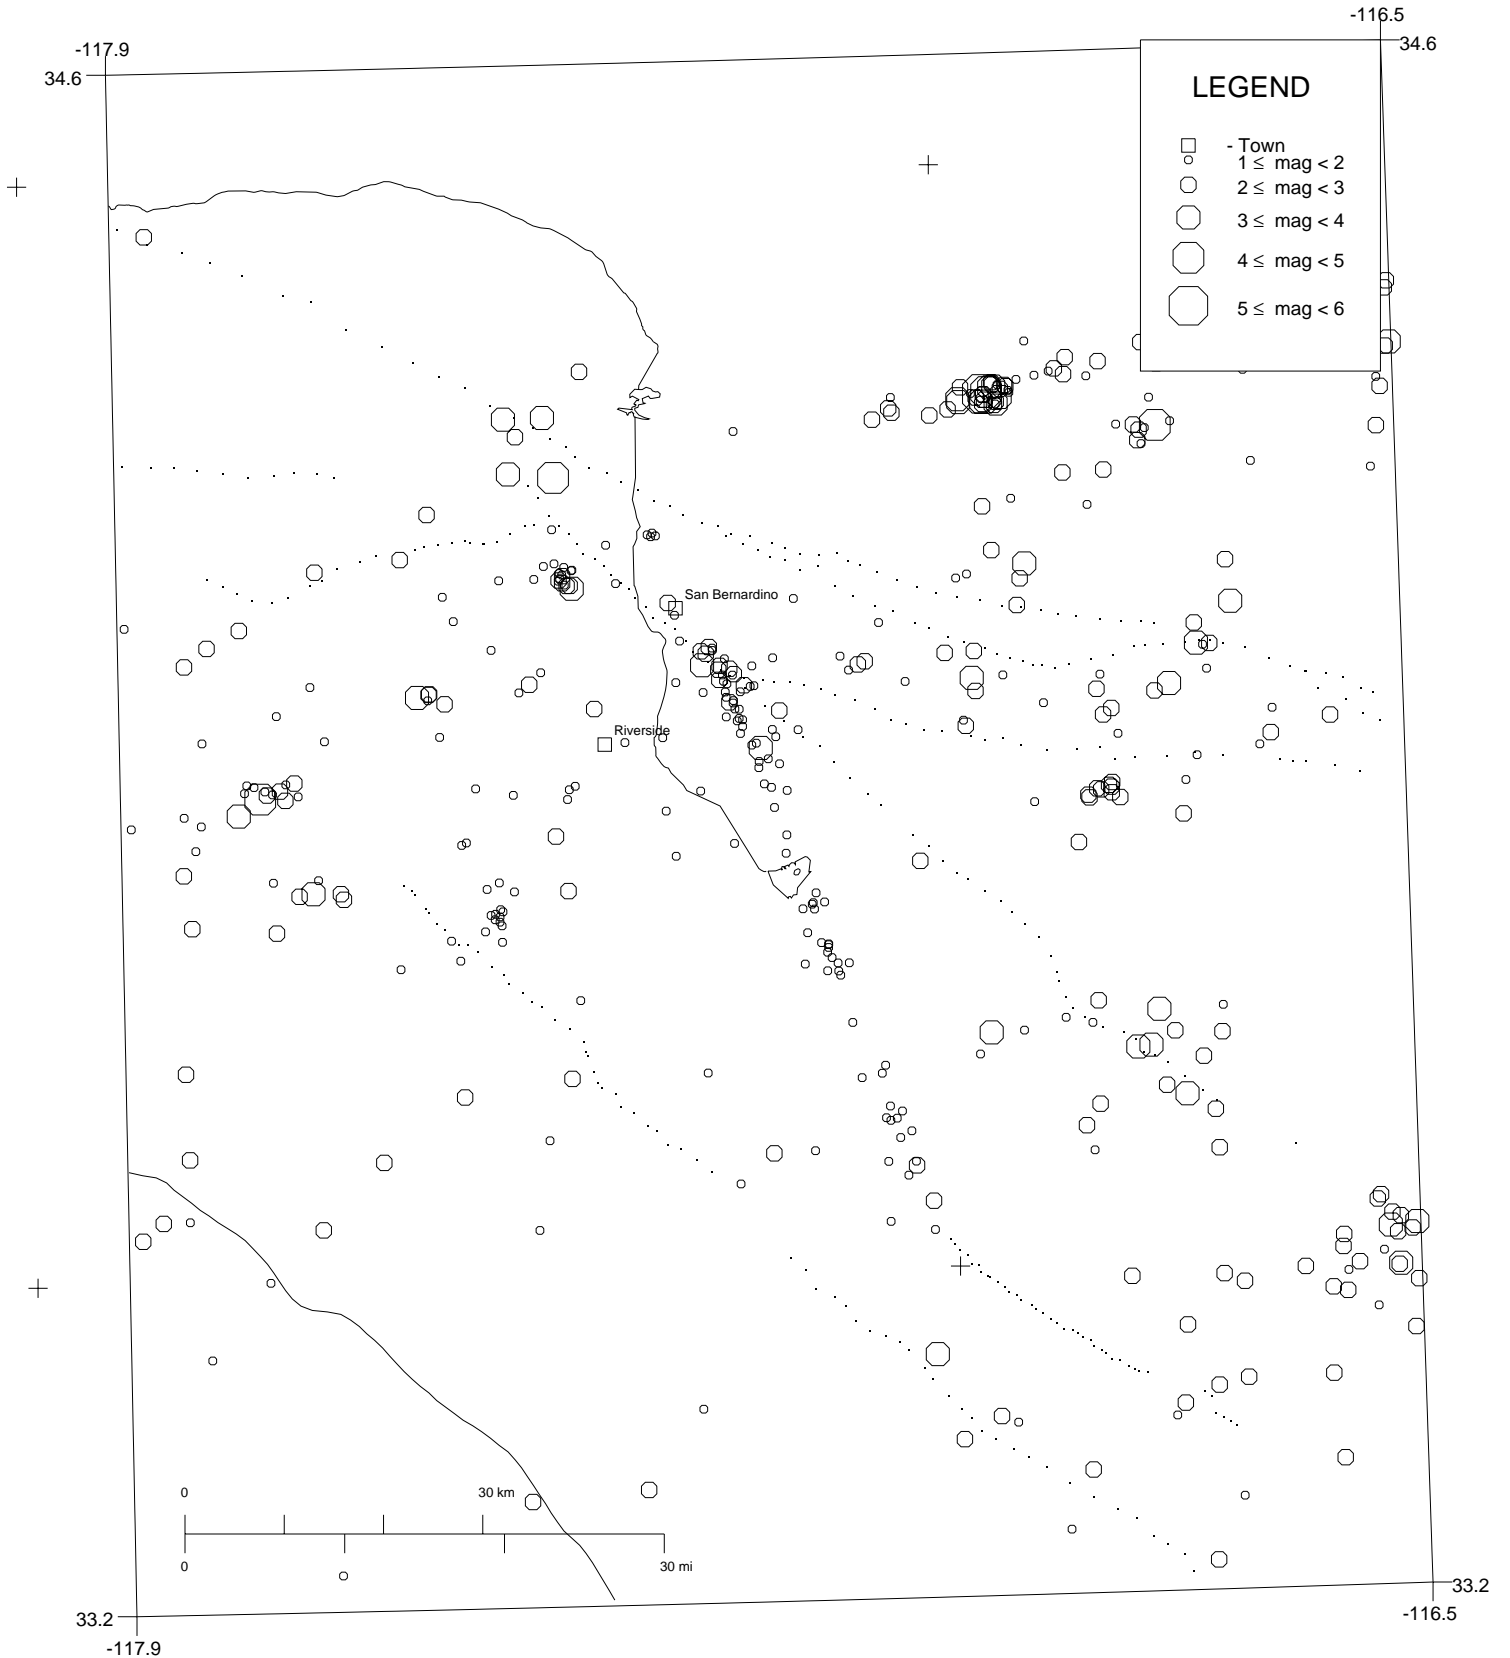 -116.5
-117.9
34.6
34.6
LEGEND
- Town
1 ≤ mag < 2
2 ≤ mag < 3
3 ≤ mag < 4
4 ≤ mag < 5
5 ≤ mag < 6
San Bernardino
Riverside
0
30 km
0
30 mi
33.2
33.2
-116.5
-117.9